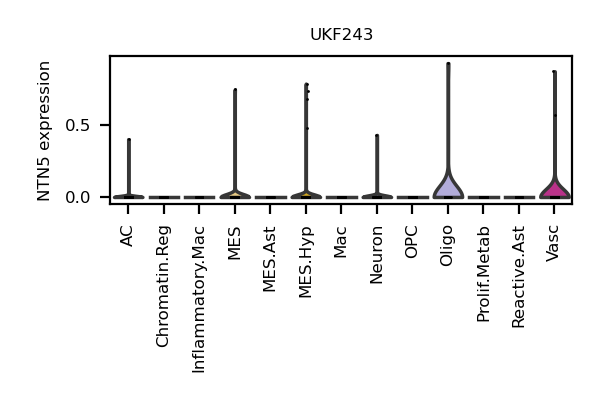 UKF243
NTN5 expression
0.5
0.0
AC
Chromatin.Reg
Inflammatory.Mac
MES
MES.Ast
MES.Hyp
Mac
Neuron
OPC
Oligo
Prolif.Metab
Reactive.Ast
Vasc